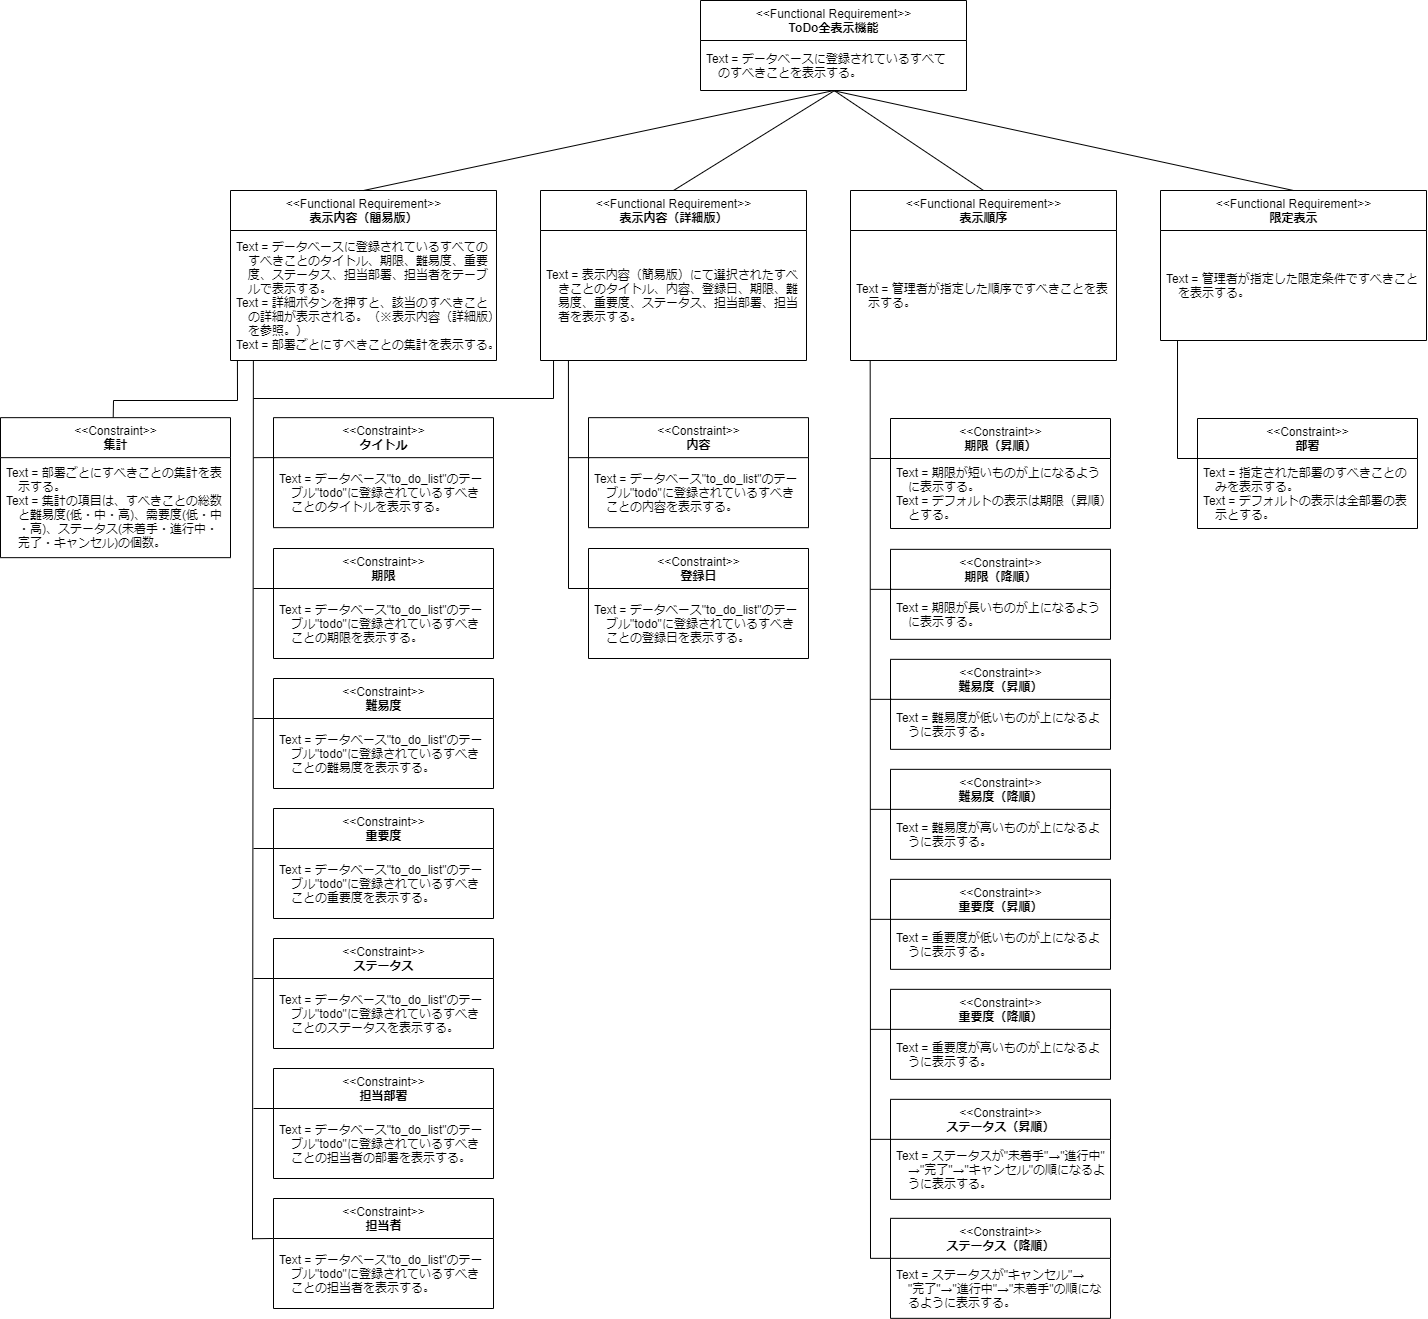 <<Functional Requirement>>
ToDo全表示機能
Text = データベースに登録されているすべて
のすべきことを表示する。
<<Functional Requirement>>
表示内容（簡易版）
Text = データベースに登録されているすべての
すべきことのタイトル、期限、難易度、重要
度、ステータス、担当部署、担当者をテーブ
ルで表示する。
Text = 詳細ボタンを押すと、該当のすべきこと
の詳細が表示される。（※表示内容（詳細版）
を参照。）
Text = 部署ごとにすべきことの集計を表示する。
<<Functional Requirement>>
表示内容（詳細版）
Text = 表示内容（簡易版）にて選択されたすべ
きことのタイトル、内容、登録日、期限、難
易度、重要度、ステータス、担当部署、担当
者を表示する。
<<Functional Requirement>>
表示順序
Text = 管理者が指定した順序ですべきことを表
示する。
<<Functional Requirement>>
限定表示
Text = 管理者が指定した限定条件ですべきこと
を表示する。
<<Constraint>>
集計
Text = 部署ごとにすべきことの集計を表
示する。
Text = 集計の項目は、すべきことの総数
と難易度(低・中・高)、需要度(低・中
・高)、ステータス(未着手・進行中・
完了・キャンセル)の個数。
<<Constraint>>
タイトル
Text = データベース"to_do_list"のテー
ブル"todo"に登録されているすべき
ことのタイトルを表示する。
<<Constraint>>
期限
Text = データベース"to_do_list"のテー
ブル"todo"に登録されているすべき
ことの期限を表示する。
<<Constraint>>
難易度
Text = データベース"to_do_list"のテー
ブル"todo"に登録されているすべき
ことの難易度を表示する。
<<Constraint>>
重要度
Text = データベース"to_do_list"のテー
ブル"todo"に登録されているすべき
ことの重要度を表示する。
<<Constraint>>
ステータス
Text = データベース"to_do_list"のテー
ブル"todo"に登録されているすべき
ことのステータスを表示する。
<<Constraint>>
担当部署
Text = データベース"to_do_list"のテー
ブル"todo"に登録されているすべき
ことの担当者の部署を表示する。
<<Constraint>>
担当者
Text = データベース"to_do_list"のテー
ブル"todo"に登録されているすべき
ことの担当者を表示する。
<<Constraint>>
内容
Text = データベース"to_do_list"のテー
ブル"todo"に登録されているすべき
ことの内容を表示する。
<<Constraint>>
登録日
Text = データベース"to_do_list"のテー
ブル"todo"に登録されているすべき
ことの登録日を表示する。
<<Constraint>>
期限（昇順）
Text = 期限が短いものが上になるよう
に表示する。
Text = デフォルトの表示は期限（昇順）
とする。
<<Constraint>>
期限（降順）
Text = 期限が長いものが上になるよう
に表示する。
<<Constraint>>
難易度（昇順）
Text = 難易度が低いものが上になるよ
うに表示する。
<<Constraint>>
難易度（降順）
Text = 難易度が高いものが上になるよ
うに表示する。
<<Constraint>>
重要度（昇順）
Text = 重要度が低いものが上になるよ
うに表示する。
<<Constraint>>
重要度（降順）
Text = 重要度が高いものが上になるよ
うに表示する。
<<Constraint>>
ステータス（昇順）
Text = ステータスが"未着手"→"進行中"
→"完了"→"キャンセル"の順になるよ
うに表示する。
<<Constraint>>
ステータス（降順）
Text = ステータスが"キャンセル"→
"完了"→"進行中"→"未着手"の順にな
るように表示する。
<<Constraint>>
部署
Text = 指定された部署のすべきことの
みを表示する。
Text = デフォルトの表示は全部署の表
示とする。